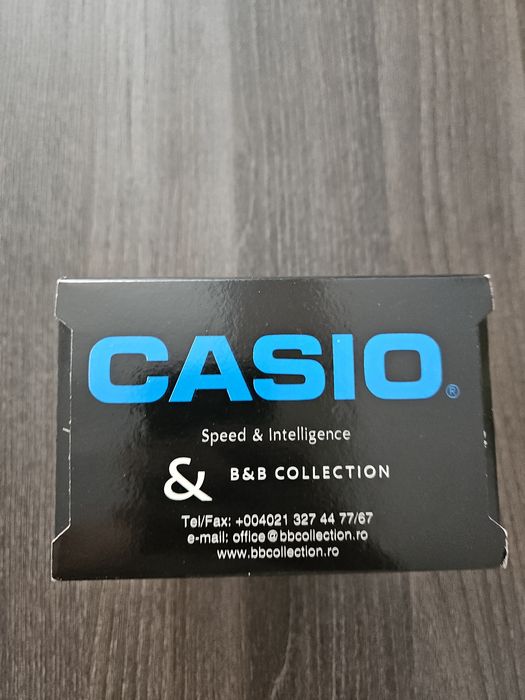 CASIO®
Speed & Intelligence
& B&B COLLECTION
Tel/Fax: +004021 327 44 77/67
e-mail: office@bbcollection.ro
www.bbcollection.ro